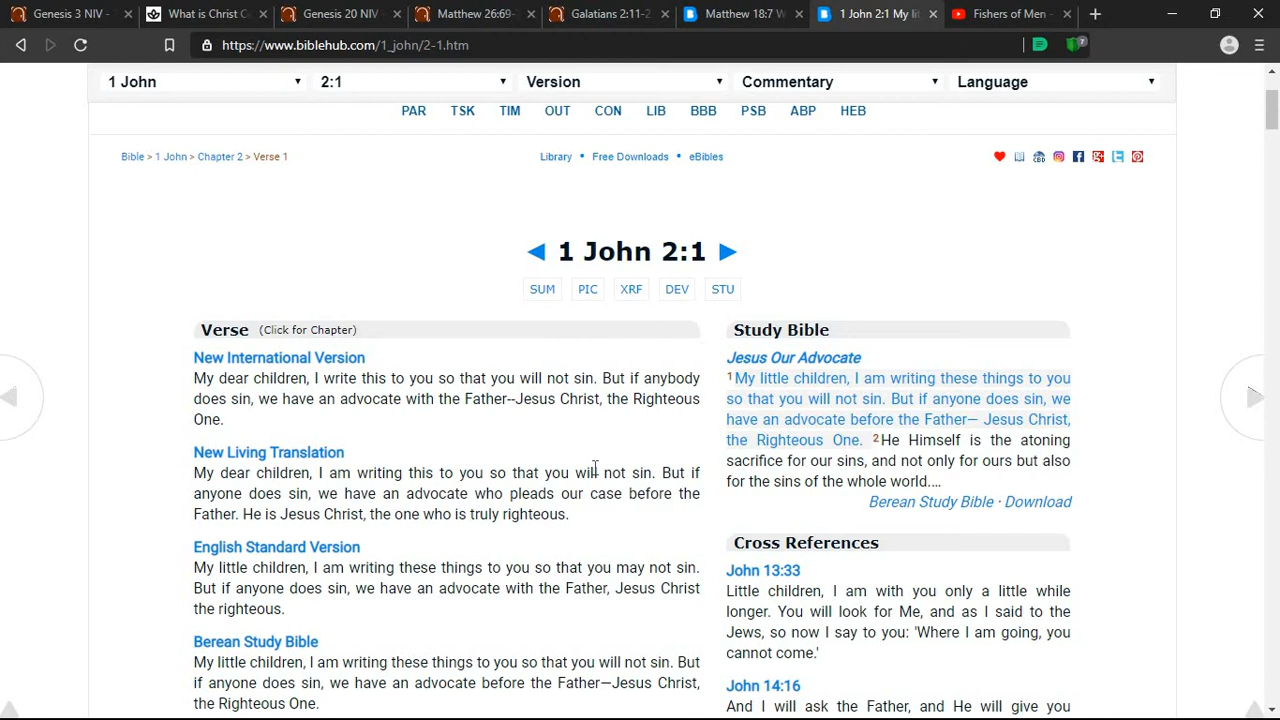 Genesis 3 NIV -
What is Christ C
Genesis 20 NIV
Matthew 26:69-
Galatians 2:11-2
Matthew 18:7 W
1 John 2:1 My li
Fishers of Men -
https://www.biblehub.com/1_john/2-1.htm
7
1 John
2:1
Version
Commentary
Language
PAR TSK TIM OUT CON LIB BBB PSB ABP HEB
Bible > 1 John > Chapter 2 > Verse 1
Library • Free Downloads • eBibles
1 John 2:1
SUM PIC XRF DEV STU
Verse (Click for Chapter)
New International Version
My dear children, I write this to you so that you will not sin. But if anybody
does sin, we have an advocate with the Father--Jesus Christ, the Righteous
One.
New Living Translation
My dear children, I am writing this to you so that you will not sin. But if
anyone does sin, we have an advocate who pleads our case before the
Father. He is Jesus Christ, the one who is truly righteous.
English Standard Version
My little children, I am writing these things to you so that you may not sin.
But if anyone does sin, we have an advocate with the Father, Jesus Christ
the righteous.
Berean Study Bible
My little children, I am writing these things to you so that you will not sin. But
if anyone does sin, we have an advocate before the Father—Jesus Christ,
the Righteous One.
Study Bible
Jesus Our Advocate
1My little children, I am writing these things to you
so that you will not sin. But if anyone does sin, we
have an advocate before the Father— Jesus Christ,
the Righteous One. 2He Himself is the atoning
sacrifice for our sins, and not only for ours but also
for the sins of the whole world.…
Berean Study Bible · Download
Cross References
John 13:33
Little children, I am with you only a little while
longer. You will look for Me, and as I said to the
Jews, so now I say to you: 'Where I am going, you
cannot come.'
John 14:16
And I will ask the Father, and He will give you